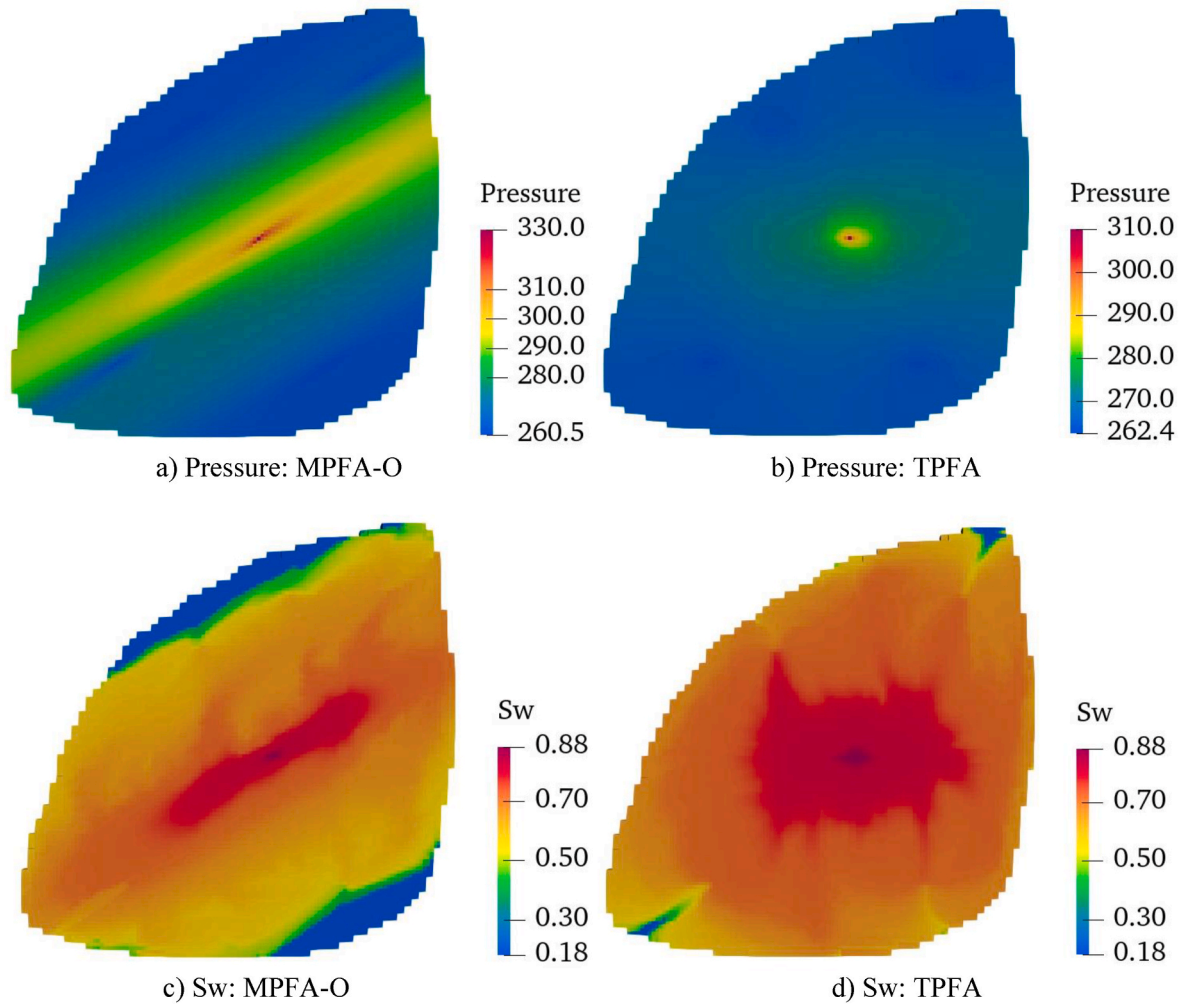 Pressure
330.0
310.0
300.0
290.0
280.0
260.5
a) Pressure: MPFA-O
Pressure
310.0
300.0
290.0
280.0
270.0
262.4
b) Pressure: TPFA
Sw
0.88
0.70
0.50
0.30
0.18
c) Sw: MPFA-O
Sw
0.88
0.70
0.50
0.30
0.18
d) Sw: TPFA